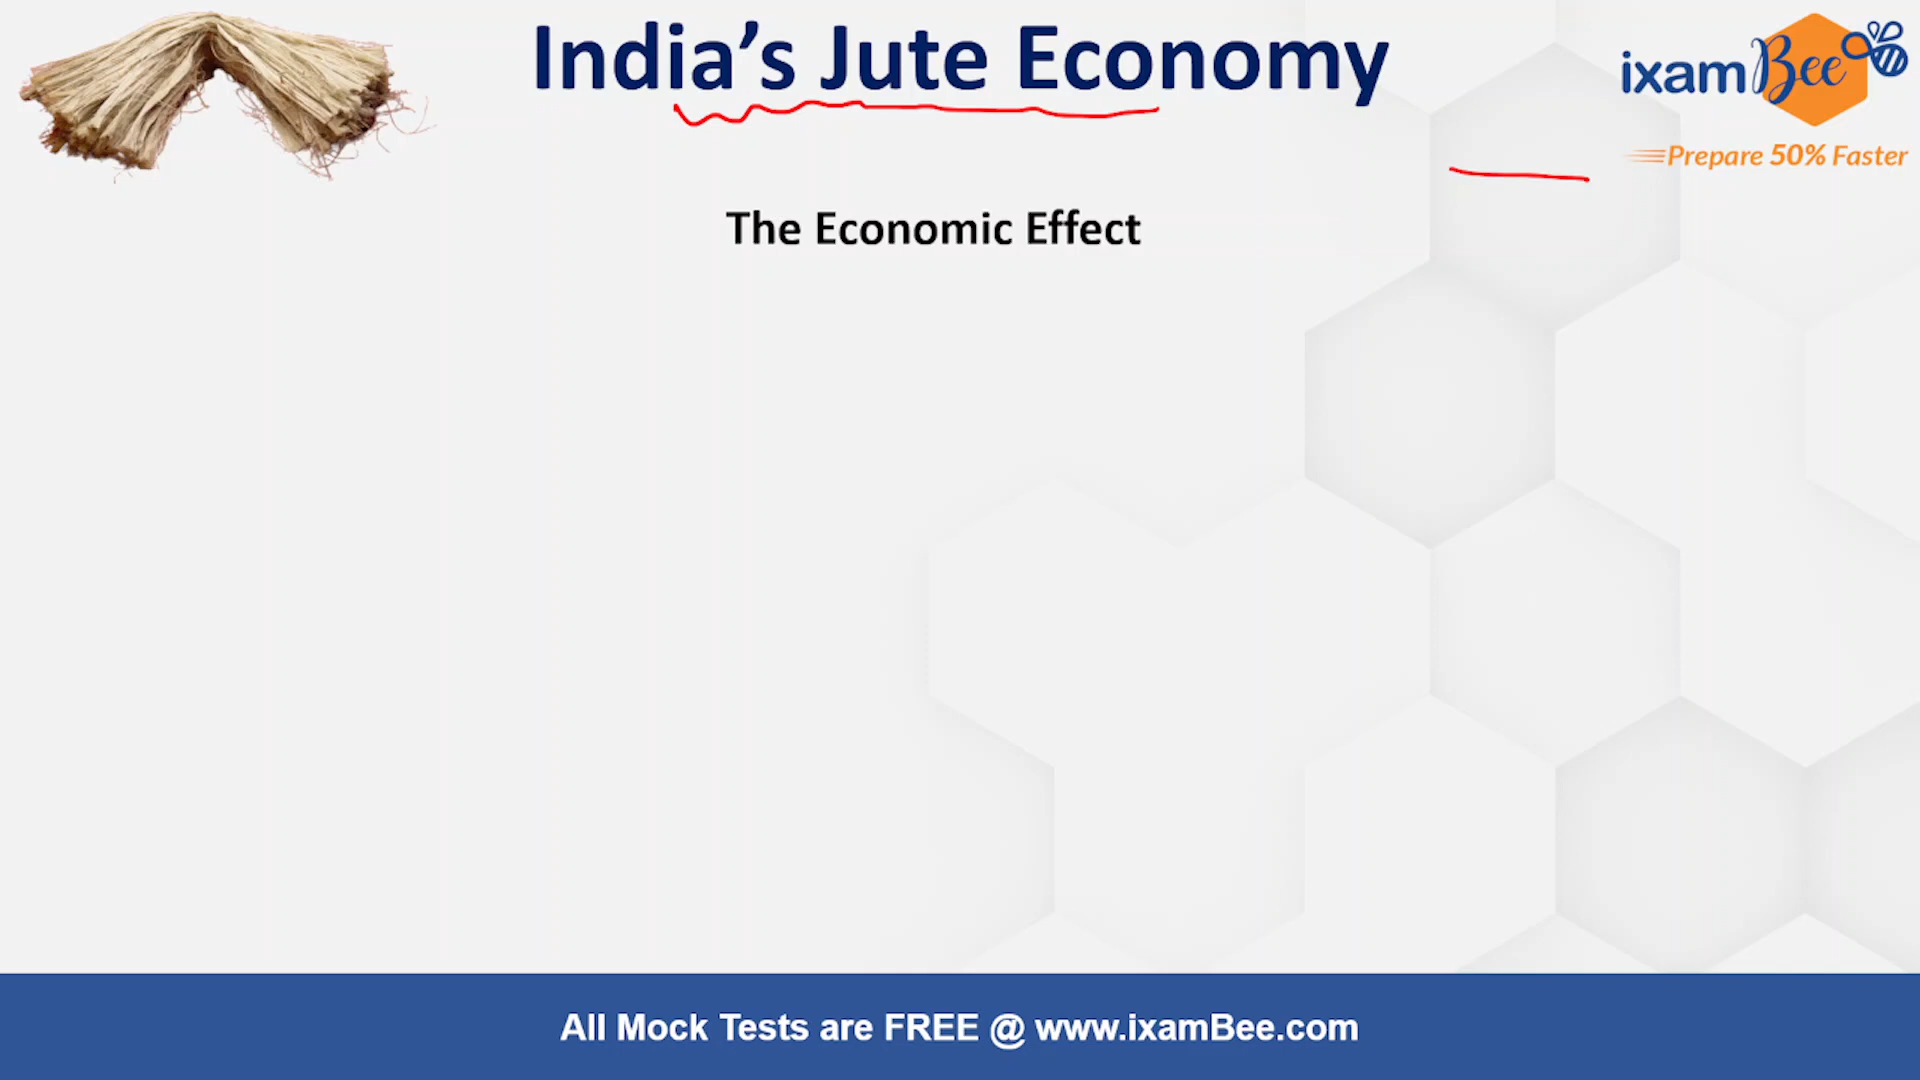 India's Jute Economy
ixamBee
Prepare 50% Faster
The Economic Effect
All Mock Tests are FREE @ www.ixamBee.com